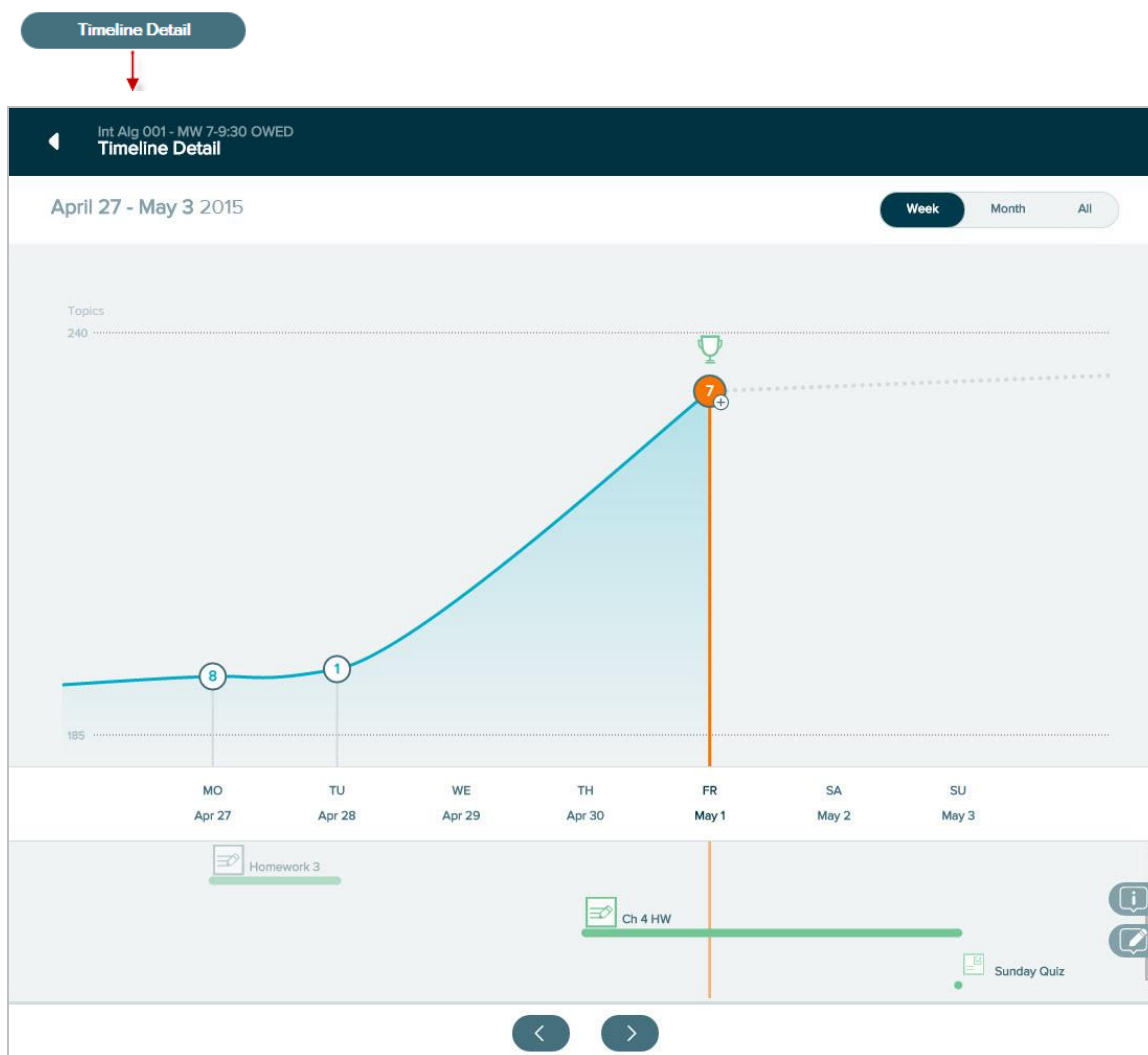 Timeline Detail
Int Alg 001 - MW 7-9:30 OWED
Timeline Detail
April 27 - May 3 2015
Week Month All
Topics
240
7
8
1
185
MO TU WE TH FR SA SU
Apr 27 Apr 28 Apr 29 Apr 30 May 1 May 2 May 3
Homework 3
Ch 4 HW
Sunday Quiz